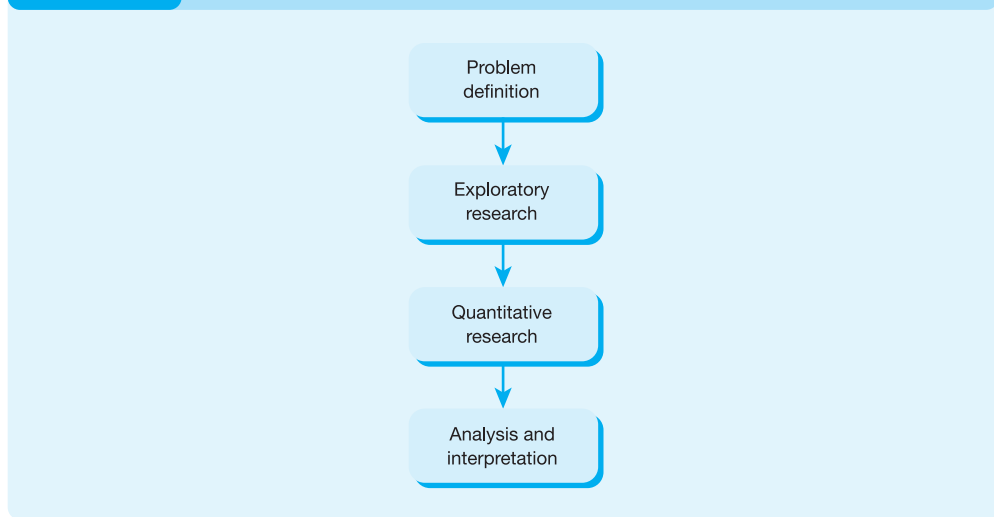 Problem
definition
Exploratory
research
Quantitative
research
Analysis and
interpretation